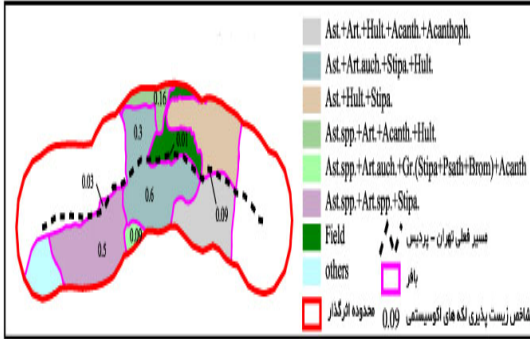 0.16
0.3
0.01
0.03
0.6
0.09
0.00
0.5
Ast.+Art.+Hult.+Acanth.+Acanthoph.
Ast.+Art.auch.+Stipa.+Hult.
Ast.+Hult.+Stipa.
Ast.spp+Art.+Acanth.+Hult.
Ast.spp+Art.auch.+Gr.(Stipa+Psath+Brom)+Acanth
Ast.spp+Art.spp.+Stipa.
Field
مسیر فعلی تهران - پردیس
others
بافر
محدوده اثرگذار
0.09 شاخص زیست پذیری لکه های اکوسیستمی